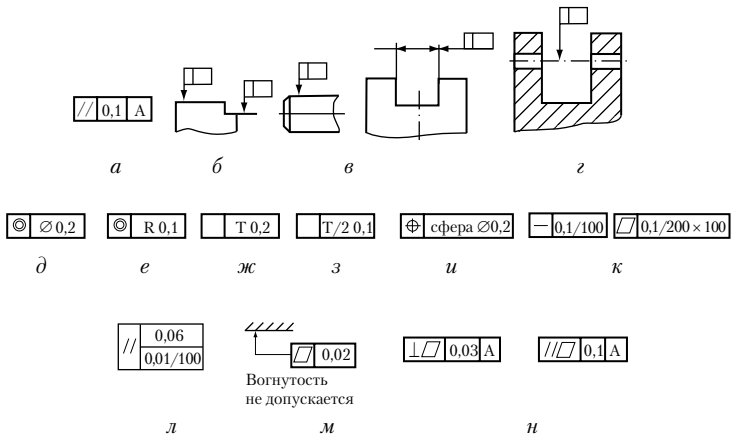 // 0,1 А
а б в г
◎ ∅ 0,2
◎ R 0,1
Т 0,2
Т/2 0,1
⌖ сфера ∅0,2
— 0,1/100
▱ 0,1/200 × 100
д е ж з и к
// 0,06
0,01/100
▱ 0,02
Вогнутость
не допускается
⊥▱ 0,03 А
//▱ 0,1 А
л м н